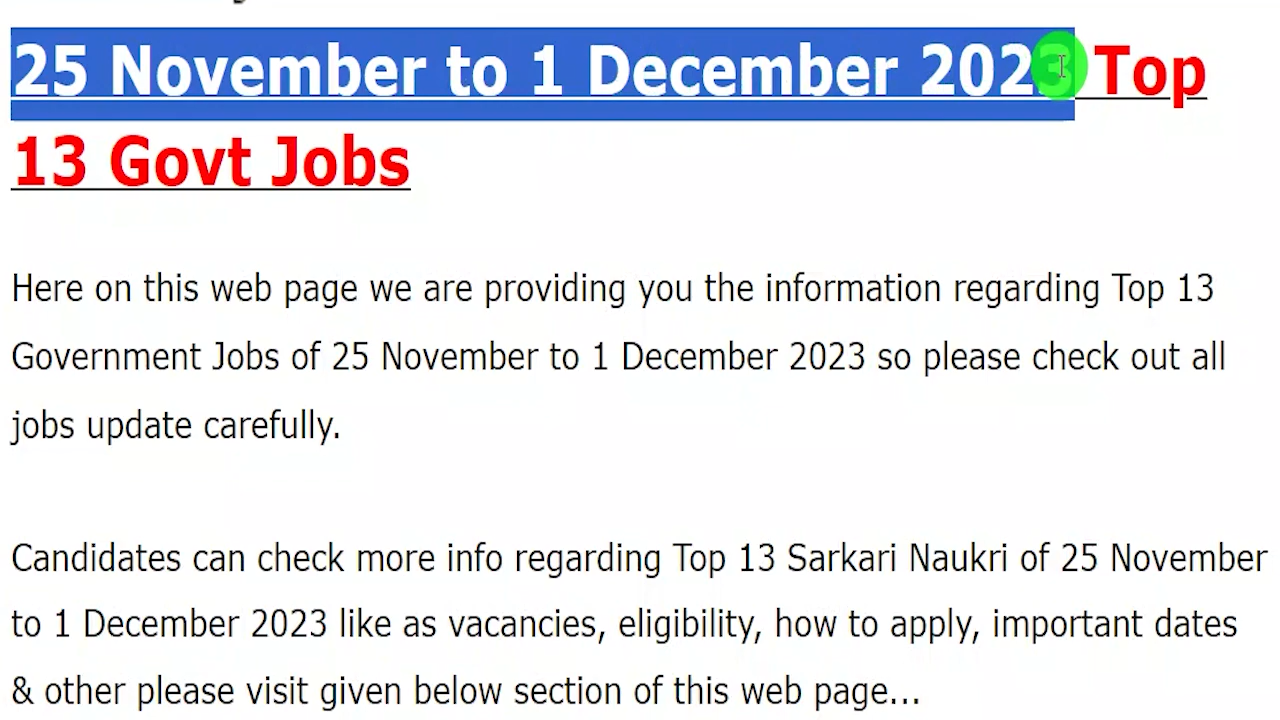 25 November to 1 December 2023 Top
13 Govt Jobs
Here on this web page we are providing you the information regarding Top 13
Government Jobs of 25 November to 1 December 2023 so please check out all
jobs update carefully.
Candidates can check more info regarding Top 13 Sarkari Naukri of 25 November
to 1 December 2023 like as vacancies, eligibility, how to apply, important dates
& other please visit given below section of this web page...